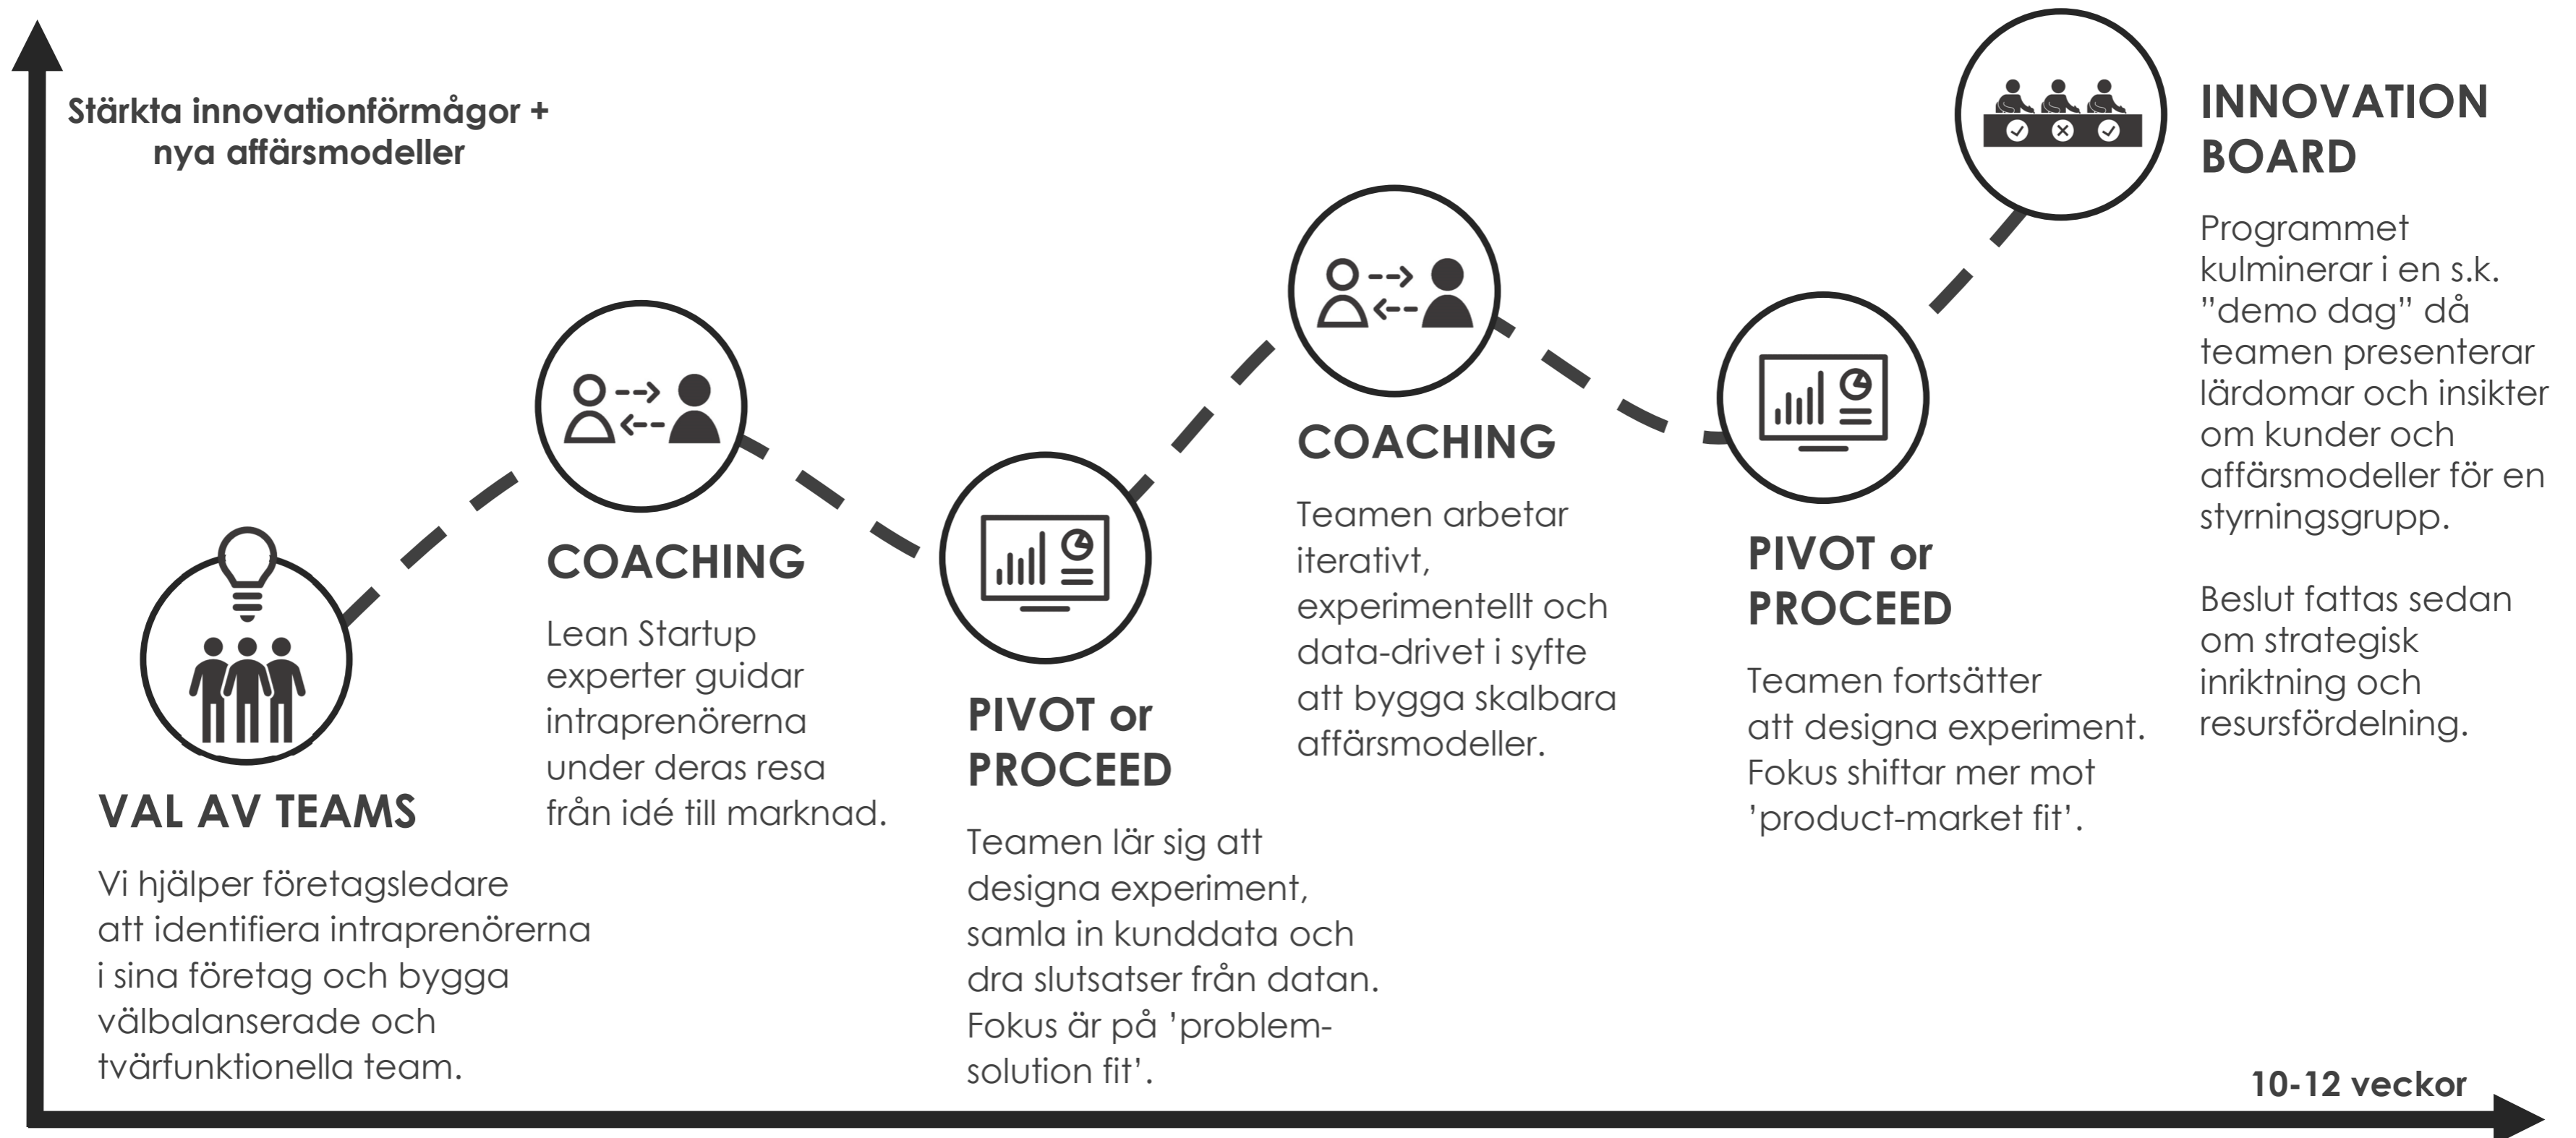 Stärkta innovationförmågor +
nya affärsmodeller
VAL AV TEAMS
Vi hjälper företagsledare
att identifiera intraprenörerna
i sina företag och bygga
välbalanserade och
tvärfunktionella team.
COACHING
Lean Startup
experter guidar
intraprenörerna
under deras resa
från idé till marknad.
PIVOT or
PROCEED
Teamen lär sig att
designa experiment,
samla in kunddata och
dra slutsatser från datan.
Fokus är på ’problem-
solution fit’.
COACHING
Teamen arbetar
iterativt,
experimentellt och
data-drivet i syfte
att bygga skalbara
affärsmodeller.
PIVOT or
PROCEED
Teamen fortsätter
att designa experiment.
Fokus shiftar mer mot
’product-market fit’.
INNOVATION
BOARD
Programmet
kulminerar i en s.k.
”demo dag” då
teamen presenterar
lärdomar och insikter
om kunder och
affärsmodeller för en
styrningsgrupp.
Beslut fattas sedan
om strategisk
inriktning och
resursfördelning.
10-12 veckor